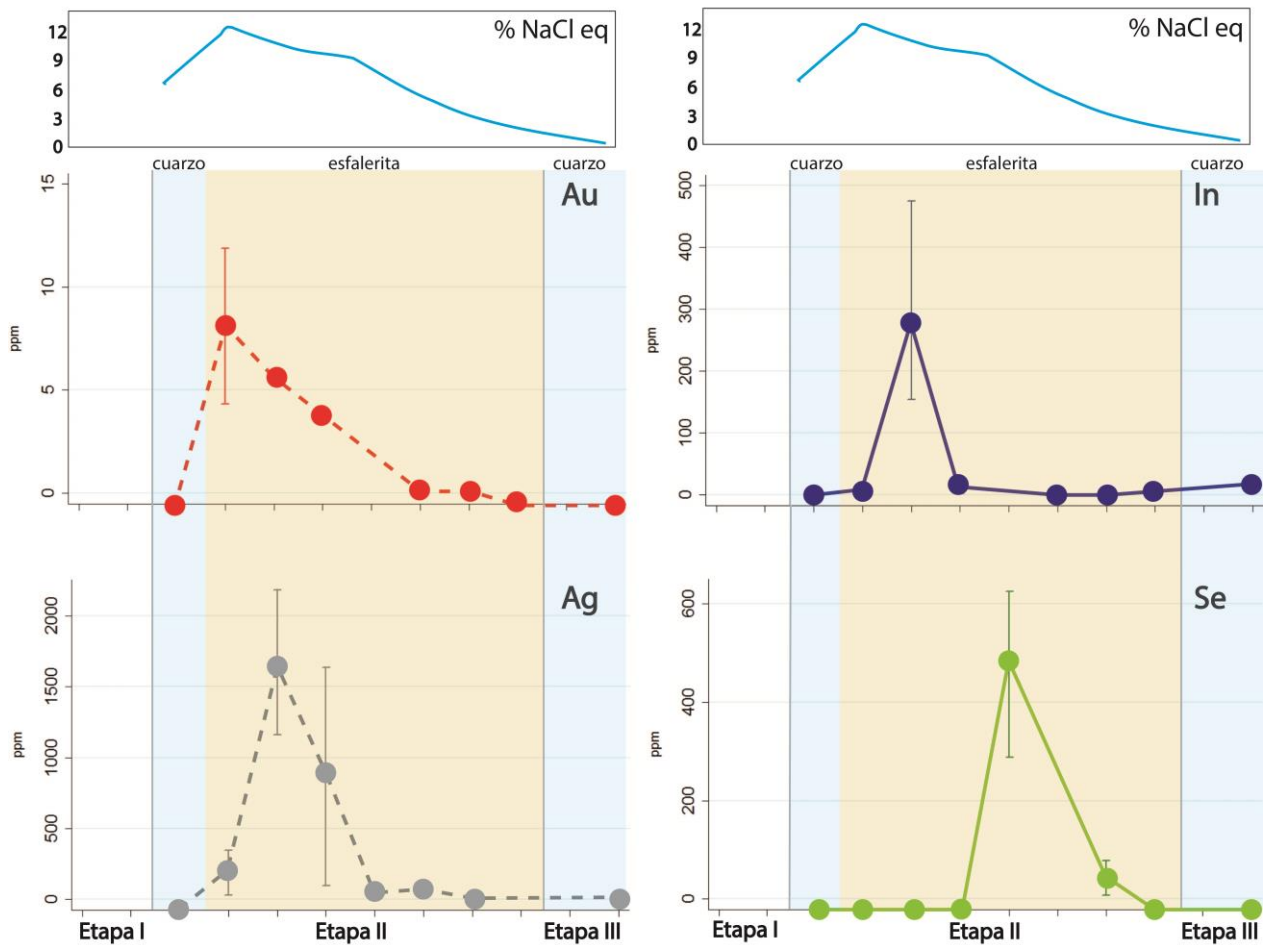 % NaCl eq
12
9
6
3
0
cuarzo esfalerita cuarzo
Au
15
10
5
0
ppm
Ag
2000
1500
1000
500
0
ppm
Etapa I Etapa II Etapa III
% NaCl eq
12
9
6
3
0
cuarzo esfalerita cuarzo
In
500
400
300
200
100
0
ppm
Se
600
400
200
0
ppm
Etapa I Etapa II Etapa III